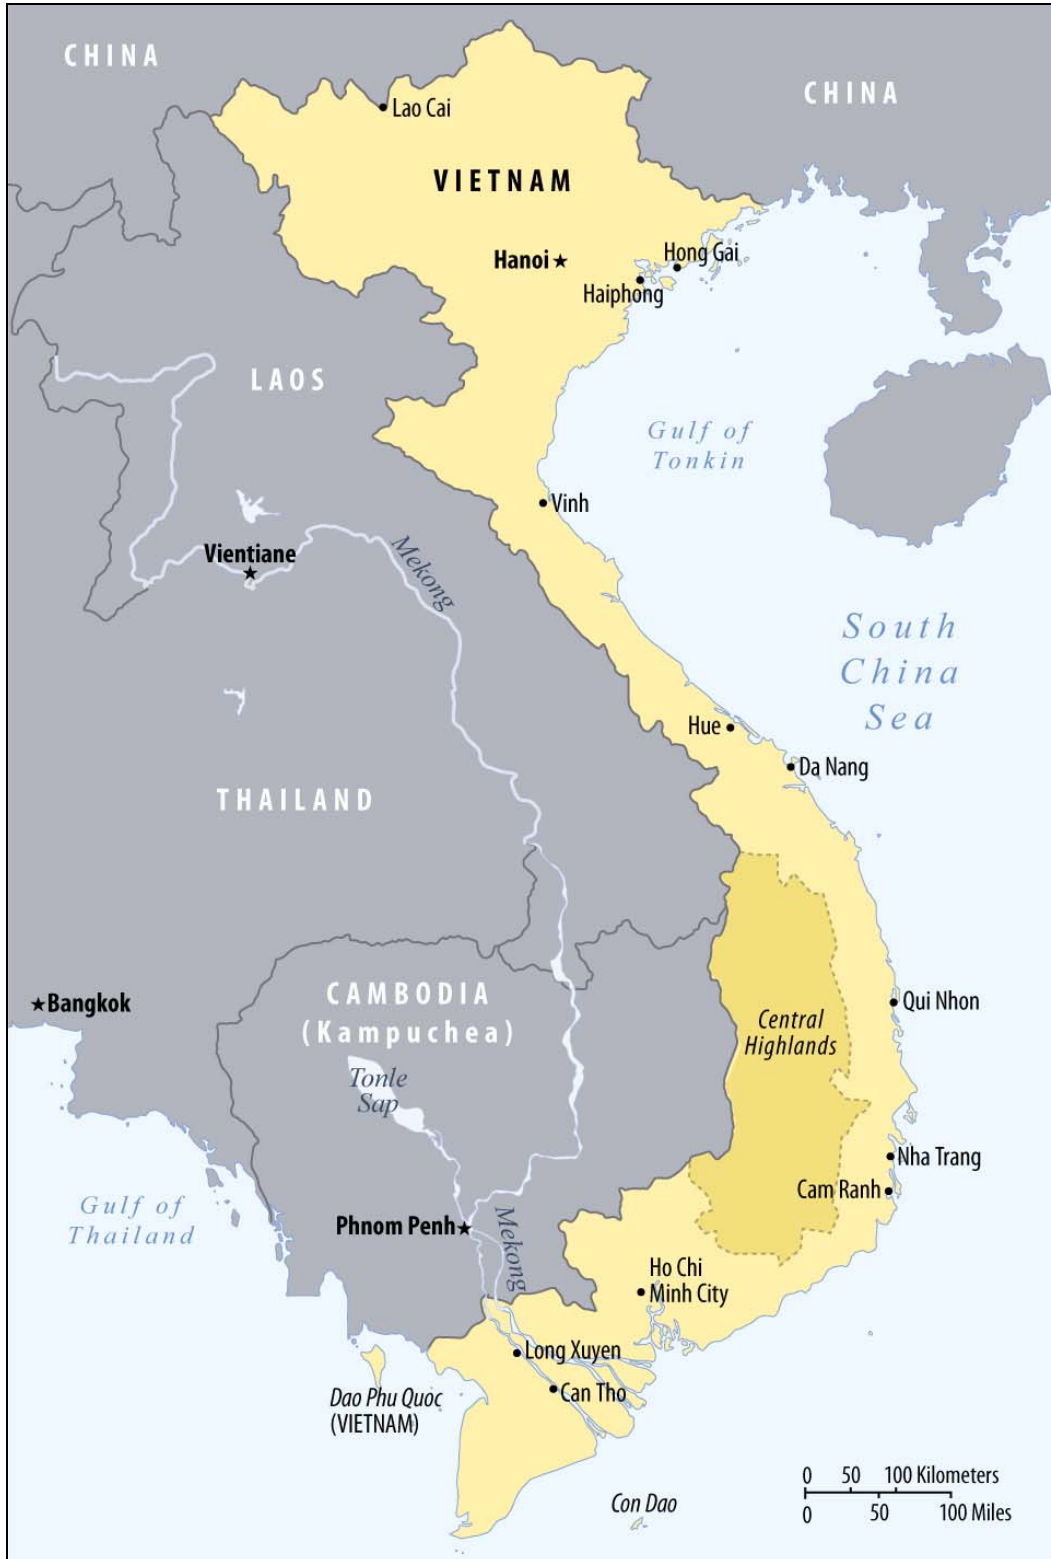 CHINA
CHINA
Lao Cai
VIETNAM
Hanoi
Hong Gai
Haiphong
LAOS
Gulf of
Tonkin
Vinh
Vientiane
Mekong
South
China
Sea
Hue
Da Nang
THAILAND
Bangkok
CAMBODIA
(Kampuchea)
Tonle
Sap
Central
Highlands
Qui Nhon
Nha Trang
Cam Ranh
Gulf of
Thailand
Phnom Penh
Mekong
Ho Chi
Minh City
Long Xuyen
Can Tho
Dao Phu Quoc
(VIETNAM)
Con Dao
0 50 100 Kilometers
0 50 100 Miles